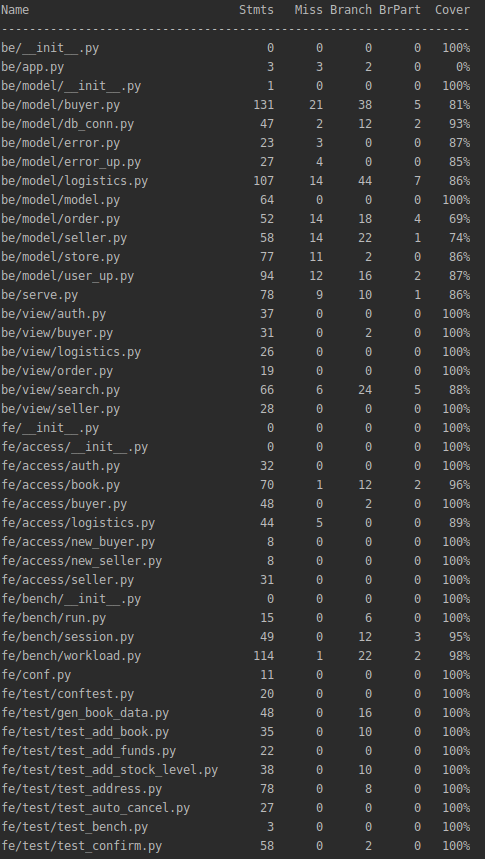 Name Stmts Miss Branch BrPart Cover
------------------------------------------------------------------
be/__init__.py 0 0 0 0 100%
be/app.py 3 3 2 0 0%
be/model/__init__.py 1 0 0 0 100%
be/model/buyer.py 131 21 38 5 81%
be/model/db_conn.py 47 2 12 2 93%
be/model/error.py 23 3 0 0 87%
be/model/error_up.py 27 4 0 0 85%
be/model/logistics.py 107 14 44 7 86%
be/model/model.py 64 0 0 0 100%
be/model/order.py 52 14 18 4 69%
be/model/seller.py 58 14 22 1 74%
be/model/store.py 77 11 2 0 86%
be/model/user_up.py 94 12 16 2 87%
be/serve.py 78 9 10 1 86%
be/view/auth.py 37 0 0 0 100%
be/view/buyer.py 31 0 2 0 100%
be/view/logistics.py 26 0 0 0 100%
be/view/order.py 19 0 0 0 100%
be/view/search.py 66 6 24 5 88%
be/view/seller.py 28 0 0 0 100%
fe/__init__.py 0 0 0 0 100%
fe/access/__init__.py 0 0 0 0 100%
fe/access/auth.py 32 0 0 0 100%
fe/access/book.py 70 1 12 2 96%
fe/access/buyer.py 48 0 2 0 100%
fe/access/logistics.py 44 5 0 0 89%
fe/access/new_buyer.py 8 0 0 0 100%
fe/access/new_seller.py 8 0 0 0 100%
fe/access/seller.py 31 0 0 0 100%
fe/bench/__init__.py 0 0 0 0 100%
fe/bench/run.py 15 0 6 0 100%
fe/bench/session.py 49 0 12 3 95%
fe/bench/workload.py 114 1 22 2 98%
fe/conf.py 11 0 0 0 100%
fe/test/conftest.py 20 0 0 0 100%
fe/test/gen_book_data.py 48 0 16 0 100%
fe/test/test_add_book.py 35 0 10 0 100%
fe/test/test_add_funds.py 22 0 0 0 100%
fe/test/test_add_stock_level.py 38 0 10 0 100%
fe/test/test_address.py 78 0 8 0 100%
fe/test/test_auto_cancel.py 27 0 0 0 100%
fe/test/test_bench.py 3 0 0 0 100%
fe/test/test_confirm.py 58 0 2 0 100%